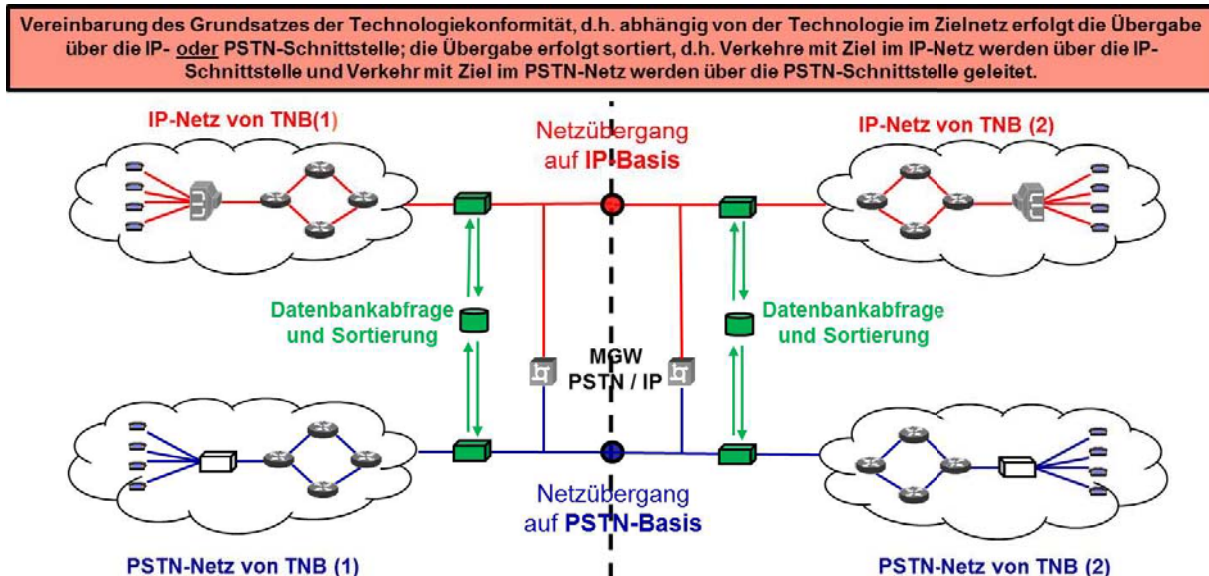 Vereinbarung des Grundsatzes der Technologiekonformität, d.h. abhängig von der Technologie im Zielnetz erfolgt die Übergabe
über die IP- oder PSTN-Schnittstelle; die Übergabe erfolgt sortiert, d.h. Verkehre mit Ziel im IP-Netz werden über die IP-
Schnittstelle und Verkehr mit Ziel im PSTN-Netz werden über die PSTN-Schnittstelle geleitet.
IP-Netz von TNB(1)
Netzübergang
auf IP-Basis
IP-Netz von TNB (2)
Datenbankabfrage
und Sortierung
MGW
PSTN / IP
Datenbankabfrage
und Sortierung
Netzübergang
auf PSTN-Basis
PSTN-Netz von TNB (1)
PSTN-Netz von TNB (2)